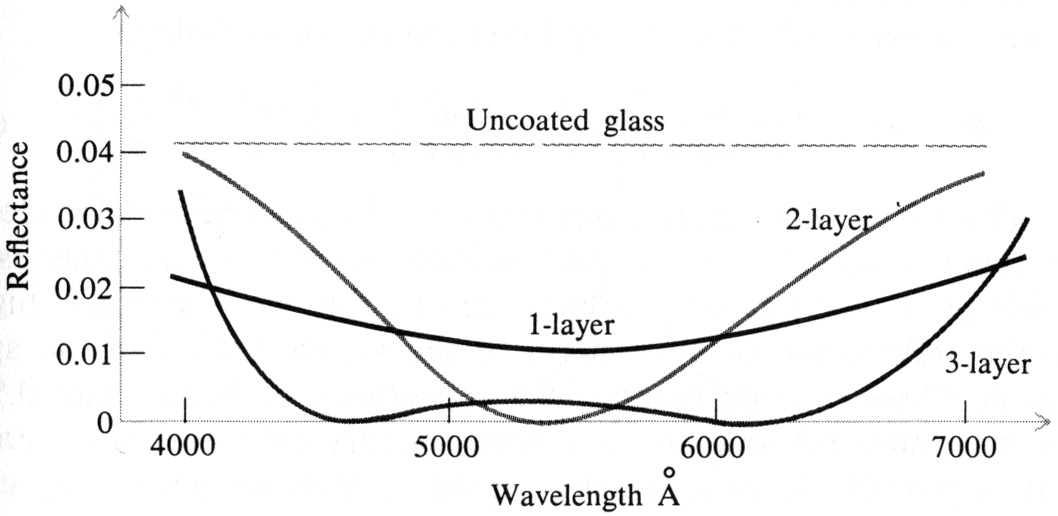 0.05
Uncoated glass
0.04
0.03
2-layer
Reflectance
0.02
1-layer
0.01
3-layer
0
4000 5000 6000 7000
Wavelength Å